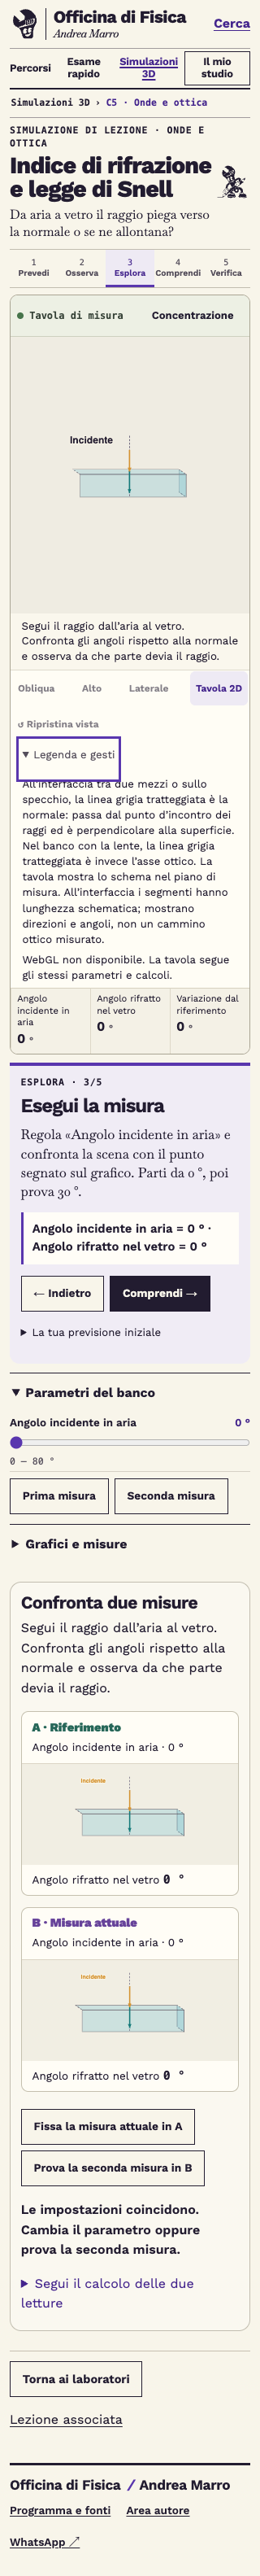 Officina di Fisica
Andrea Marro
Cerca
Percorsi
Esame
rapido
Simulazioni
3D
Il mio
studio
Simulazioni 3D › C5 · Onde e ottica
SIMULAZIONE DI LEZIONE · ONDE E
OTTICA
Indice di rifrazione
e legge di Snell
Da aria a vetro il raggio piega verso
la normale o se ne allontana?
1
Prevedi
2
Osserva
3
Esplora
4
Comprendi
5
Verifica
Tavola di misura
Concentrazione
Incidente
Segui il raggio dall’aria al vetro.
Confronta gli angoli rispetto alla normale
e osserva da che parte devia il raggio.
Obliqua
Alto
Laterale
Tavola 2D
↺ Ripristina vista
▼ Legenda e gesti
All’interfaccia tra due mezzi o sullo
specchio, la linea grigia tratteggiata è la
normale: passa dal punto d’incontro dei
raggi ed è perpendicolare alla superficie.
Nel banco con la lente, la linea grigia
tratteggiata è invece l’asse ottico. La
tavola mostra lo schema nel piano di
misura. All’interfaccia i segmenti hanno
lunghezza schematica; mostrano
direzioni e angoli, non un cammino
ottico misurato.
WebGL non disponibile. La tavola segue
gli stessi parametri e calcoli.
Angolo
incidente in
aria
0 °
Angolo rifratto
nel vetro
0 °
Variazione dal
riferimento
0 °
ESPLORA · 3/5
Esegui la misura
Regola «Angolo incidente in aria» e
confronta la scena con il punto
segnato sul grafico. Parti da 0 °, poi
prova 30 °.
Angolo incidente in aria = 0 ° ·
Angolo rifratto nel vetro = 0 °
← Indietro
Comprendi →
▶ La tua previsione iniziale
▼ Parametri del banco
Angolo incidente in aria
0 °
0 — 80 °
Prima misura
Seconda misura
▶ Grafici e misure
Confronta due misure
Segui il raggio dall’aria al vetro.
Confronta gli angoli rispetto alla
normale e osserva da che parte
devia il raggio.
A · Riferimento
Angolo incidente in aria · 0 °
Incidente
Angolo rifratto nel vetro 0 °
B · Misura attuale
Angolo incidente in aria · 0 °
Incidente
Angolo rifratto nel vetro 0 °
Fissa la misura attuale in A
Prova la seconda misura in B
Le impostazioni coincidono.
Cambia il parametro oppure
prova la seconda misura.
▶ Segui il calcolo delle due
letture
Torna ai laboratori
Lezione associata
Officina di Fisica / Andrea Marro
Programma e fonti
Area autore
WhatsApp ↗